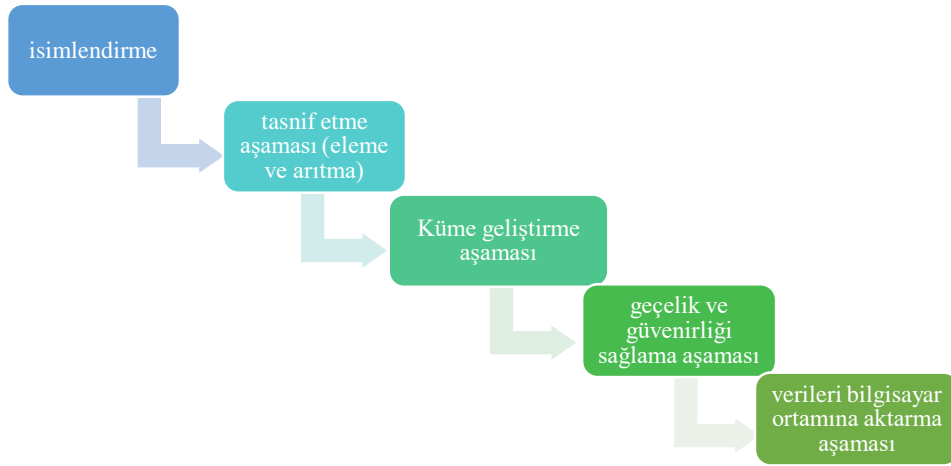 isimlendirme
tasnif etme
aşaması (eleme
ve arıtma)
Küme geliştirme
aşaması
geçelik ve
güvenirliği
sağlama aşaması
verileri bilgisayar
ortamına aktarma
aşaması